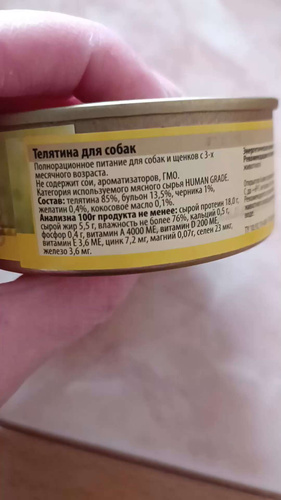 Телятина для собак
Полнорационное питание для собак и щенков с 3-х
месячного возраста.
Не содержит сои, ароматизаторов, ГМО.
Категория используемого мясного сырья HUMAN GRADE.
Состав: телятина 85%, бульон 13,5%, черника 1%,
желатин 0,4%, кокосовое масло 0,1%.
Анализ на 100г продукта не менее: сырой протеин 18,0 г,
сырой жир 5,5 г, влажность не более 76%, кальций 0,5 г,
фосфор 0,4 г, витамин А 4000 МЕ, витамин D 200 МЕ,
витамин Е 3,6 МЕ, цинк 7,2 мг, магний 0,07г, селен 23 мкг,
железо 3,6 мг.